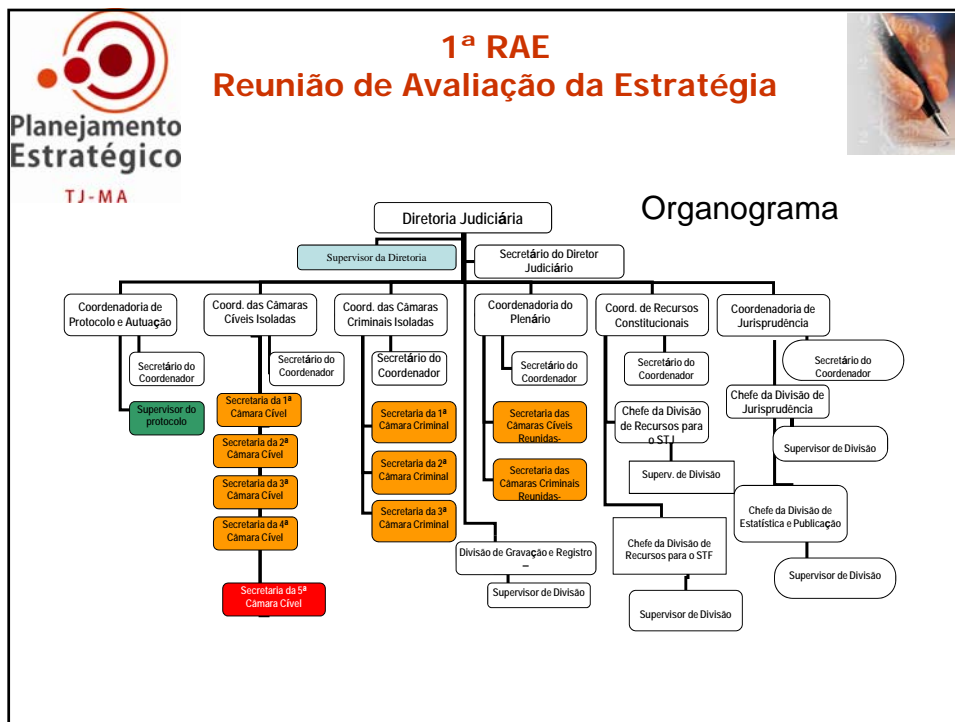 1ª RAE
Reunião de Avaliação da Estratégia
Planejamento
Estratégico
TJ-MA
Organograma
Diretoria Judiciária
Supervisor da Diretoria
Secretário do Diretor
Judiciário
Coordenadoria de
Protocolo e Autuação
Coord. das Câmaras
Cíveis Isoladas
Coord. das Câmaras
Criminais Isoladas
Coordenadoria do
Plenário
Coord. de Recursos
Constitucionais
Coordenadoria de
Jurisprudência
Secretário do
Coordenador
Secretário do
Coordenador
Secretário do
Coordenador
Secretário do
Coordenador
Secretário do
Coordenador
Secretário do
Coordenador
Supervisor do
protocolo
Secretaria da 1ª
Câmara Cível
Secretaria da 2ª
Câmara Cível
Secretaria da 3ª
Câmara Cível
Secretaria da 4ª
Câmara Cível
Secretaria da 5ª
Câmara Cível
Secretaria da 1ª
Câmara Criminal
Secretaria da 2ª
Câmara Criminal
Secretaria da 3ª
Câmara Criminal
Secretaria das
Câmaras Cíveis
Reunidas-
Secretaria das
Câmaras Criminais
Reunidas-
Divisão de Gravação e Registro
–
Supervisor de Divisão
Chefe da Divisão
de Recursos para
o STJ
Superv. de Divisão
Chefe da Divisão de
Recursos para o STF
Supervisor de Divisão
Chefe da Divisão de
Jurisprudência
Supervisor de Divisão
Chefe da Divisão de
Estatística e Publicação
Supervisor de Divisão